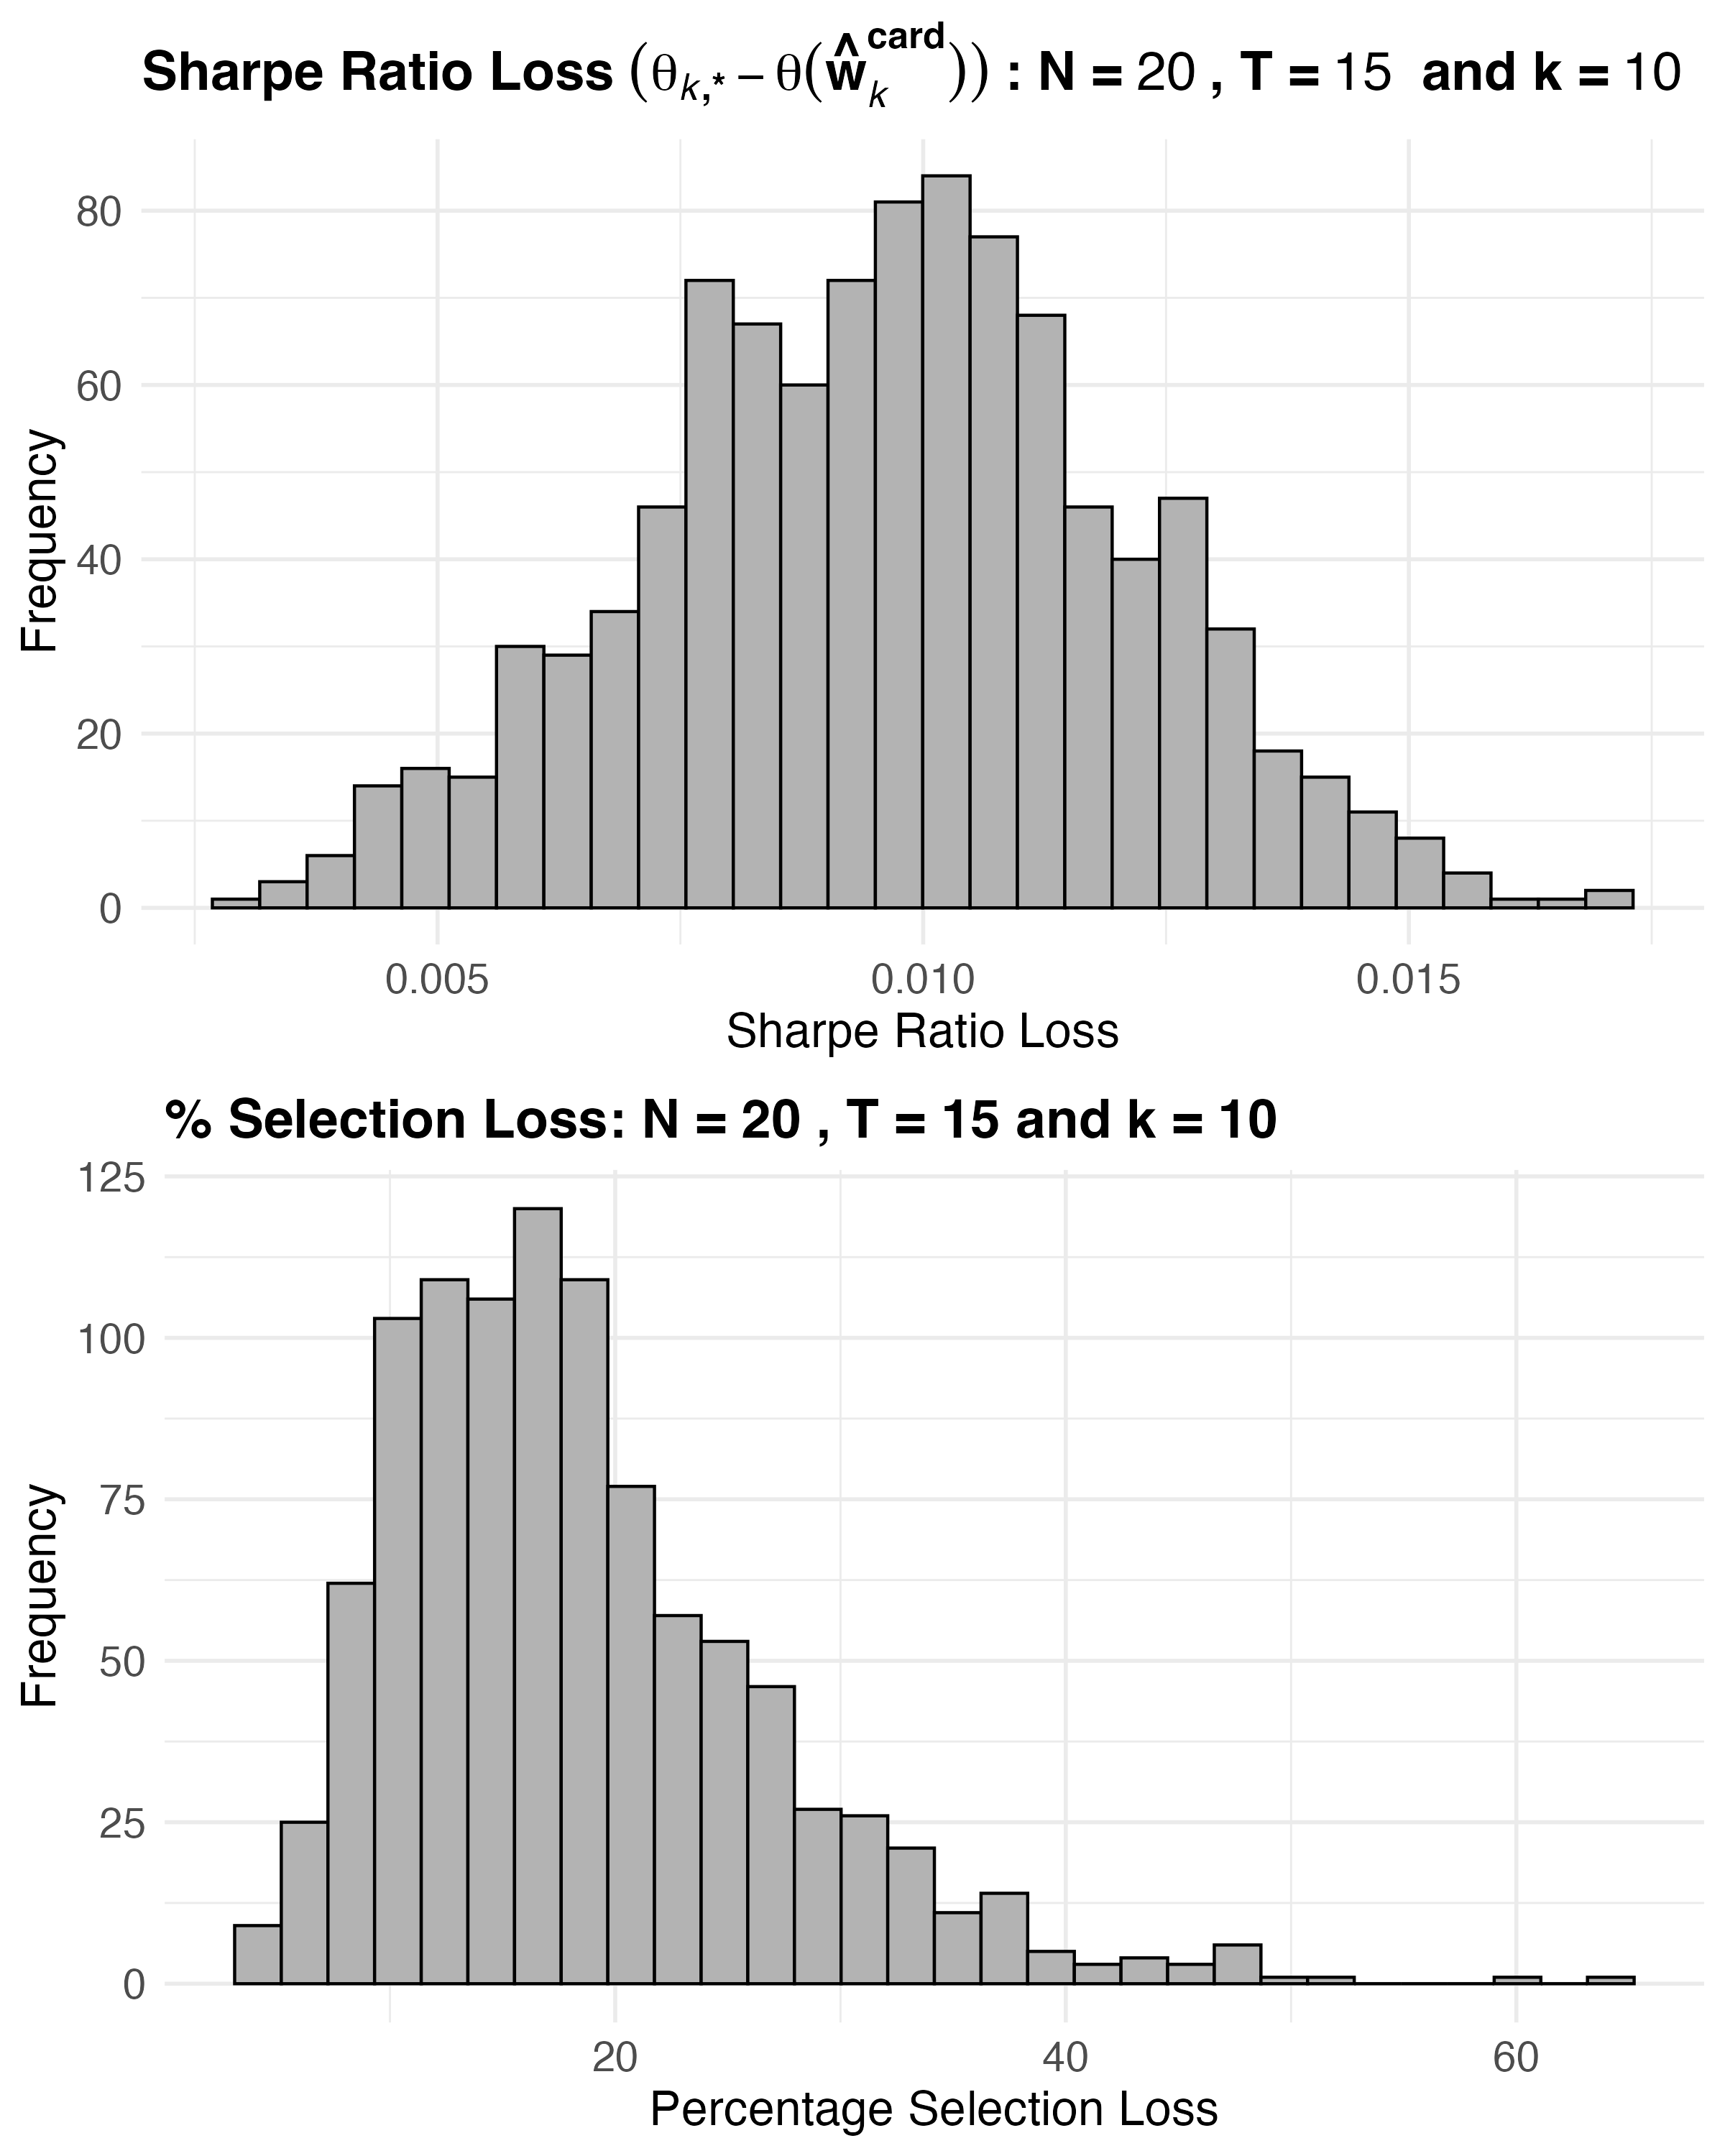 Sharpe Ratio Loss (θk,* − θ(ŵk^card)) : N = 20 , T = 15 and k = 10
80
60
40
20
0
Frequency
0.005 0.010 0.015
Sharpe Ratio Loss
% Selection Loss: N = 20 , T = 15 and k = 10
125
100
75
50
25
0
Frequency
20 40 60
Percentage Selection Loss